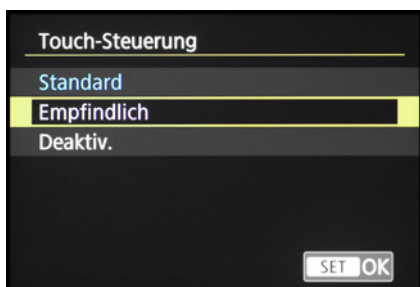 Touch-Steuerung
Standard
Empfindlich
Deaktiv.
SET OK